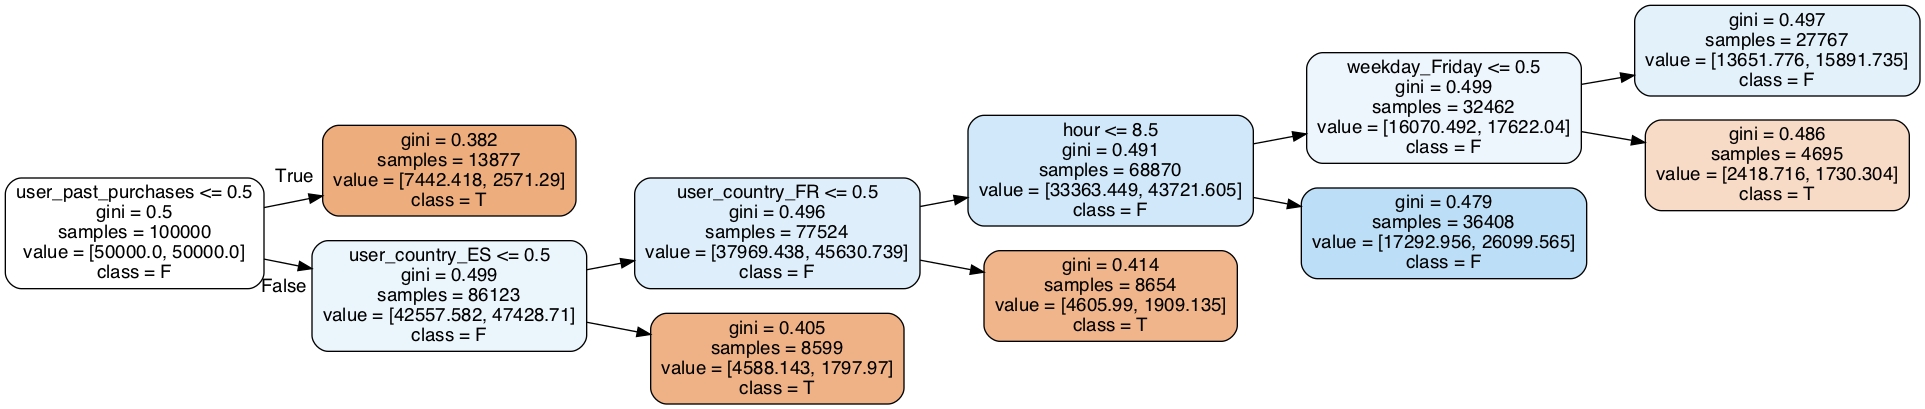 user_past_purchases <= 0.5
gini = 0.5
samples = 100000
value = [50000.0, 50000.0]
class = F
True
False
gini = 0.382
samples = 13877
value = [7442.418, 2571.29]
class = T
user_country_ES <= 0.5
gini = 0.499
samples = 86123
value = [42557.582, 47428.71]
class = F
user_country_FR <= 0.5
gini = 0.496
samples = 77524
value = [37969.438, 45630.739]
class = F
gini = 0.405
samples = 8599
value = [4588.143, 1797.97]
class = T
hour <= 8.5
gini = 0.491
samples = 68870
value = [33363.449, 43721.605]
class = F
gini = 0.414
samples = 8654
value = [4605.99, 1909.135]
class = T
weekday_Friday <= 0.5
gini = 0.499
samples = 32462
value = [16070.492, 17622.04]
class = F
gini = 0.479
samples = 36408
value = [17292.956, 26099.565]
class = F
gini = 0.497
samples = 27767
value = [13651.776, 15891.735]
class = F
gini = 0.486
samples = 4695
value = [2418.716, 1730.304]
class = T